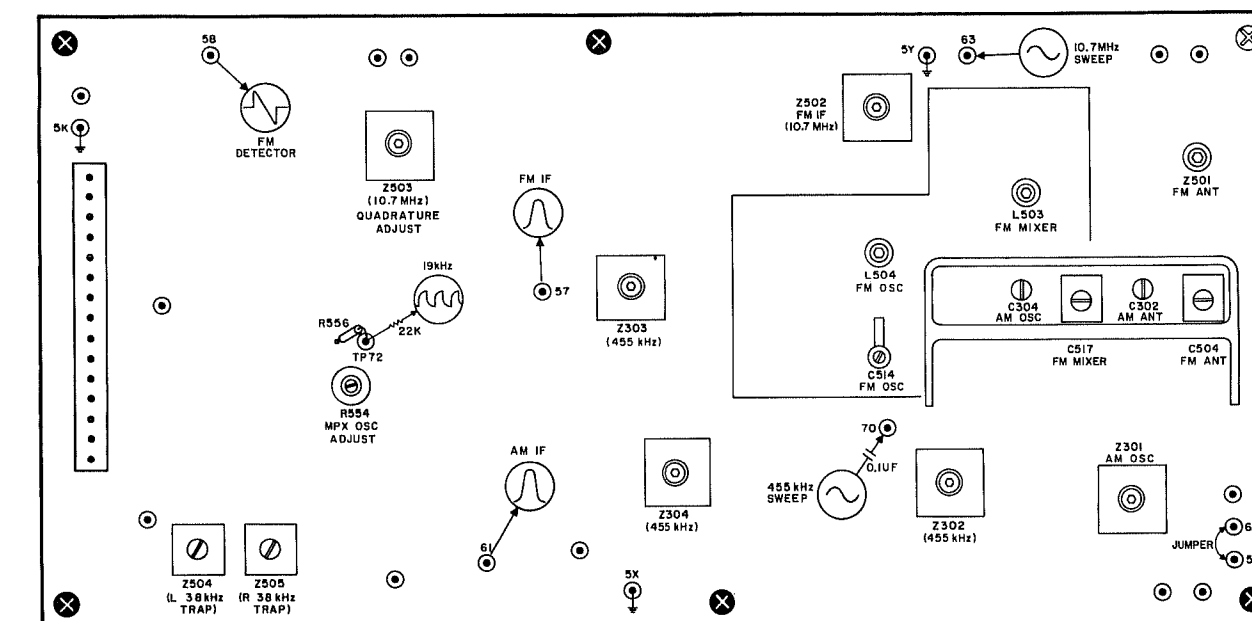 58
5K
FM
DETECTOR
Z503
(10.7 MHz)
QUADRATURE
ADJUST
FM IF
57
19kHz
R556
22K
TP72
R554
MPX OSC
ADJUST
Z303
(455 kHz)
5Y
63
10.7MHz
SWEEP
Z502
FM IF
(10.7 MHz)
Z501
FM ANT
L503
FM MIXER
L504
FM OSC
C304
AM OSC
C302
AM ANT
C517
FM MIXER
C504
FM ANT
C514
FM OSC
70
0.1UF
455 kHz
SWEEP
Z302
(455 kHz)
Z301
AM OSC
JUMPER
AM IF
61
Z304
(455 kHz)
5X
Z504
(L 38kHz
TRAP)
Z505
(R 38kHz
TRAP)